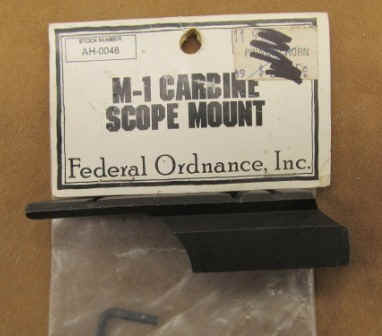 STOCK NUMBER
AH-0046
M-1 CARBINE
SCOPE MOUNT
Federal Ordnance, Inc.